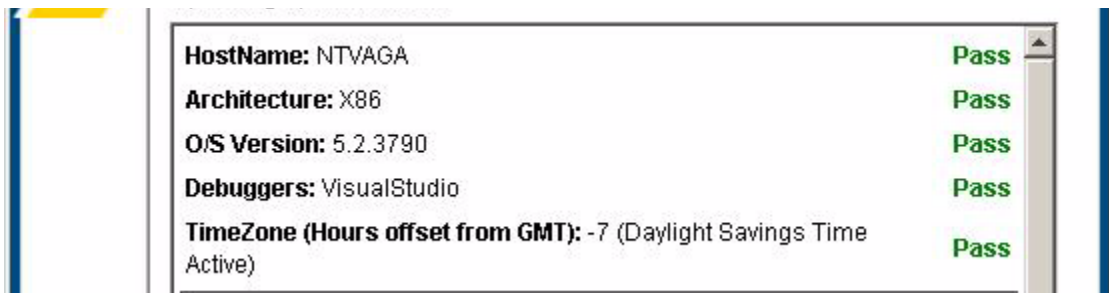 HostName: NTVAGA Pass
Architecture: X86 Pass
O/S Version: 5.2.3790 Pass
Debuggers: VisualStudio Pass
TimeZone (Hours offset from GMT): -7 (Daylight Savings Time
Active) Pass